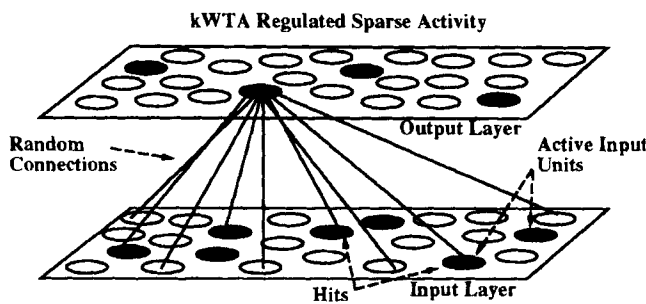 kWTA Regulated Sparse Activity
Output Layer
Random
Connections
Active Input
Units
Hits
Input Layer